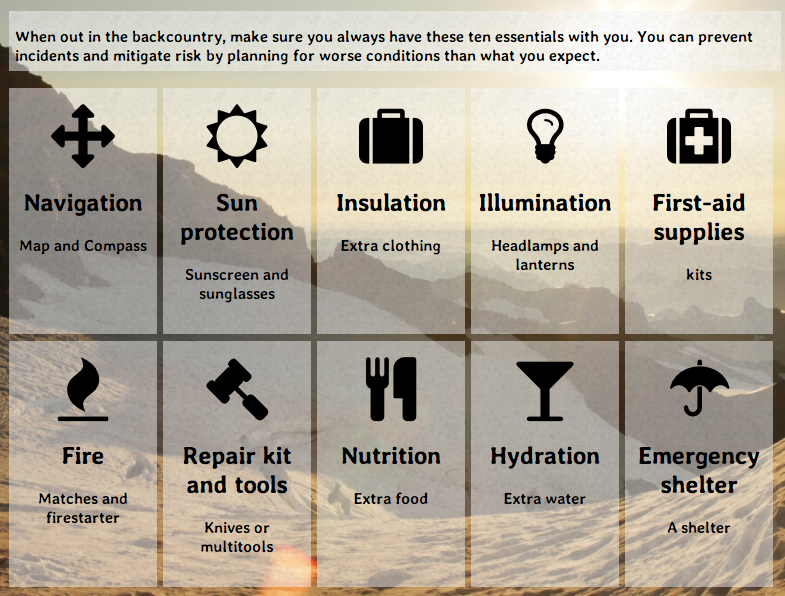 When out in the backcountry, make sure you always have these ten essentials with you. You can prevent
incidents and mitigate risk by planning for worse conditions than what you expect.
Navigation
Map and Compass
Sun
protection
Sunscreen and
sunglasses
Insulation
Extra clothing
Illumination
Headlamps and
lanterns
First-aid
supplies
kits
Fire
Matches and
firestarter
Repair kit
and tools
Knives or
multitools
Nutrition
Extra food
Hydration
Extra water
Emergency
shelter
A shelter